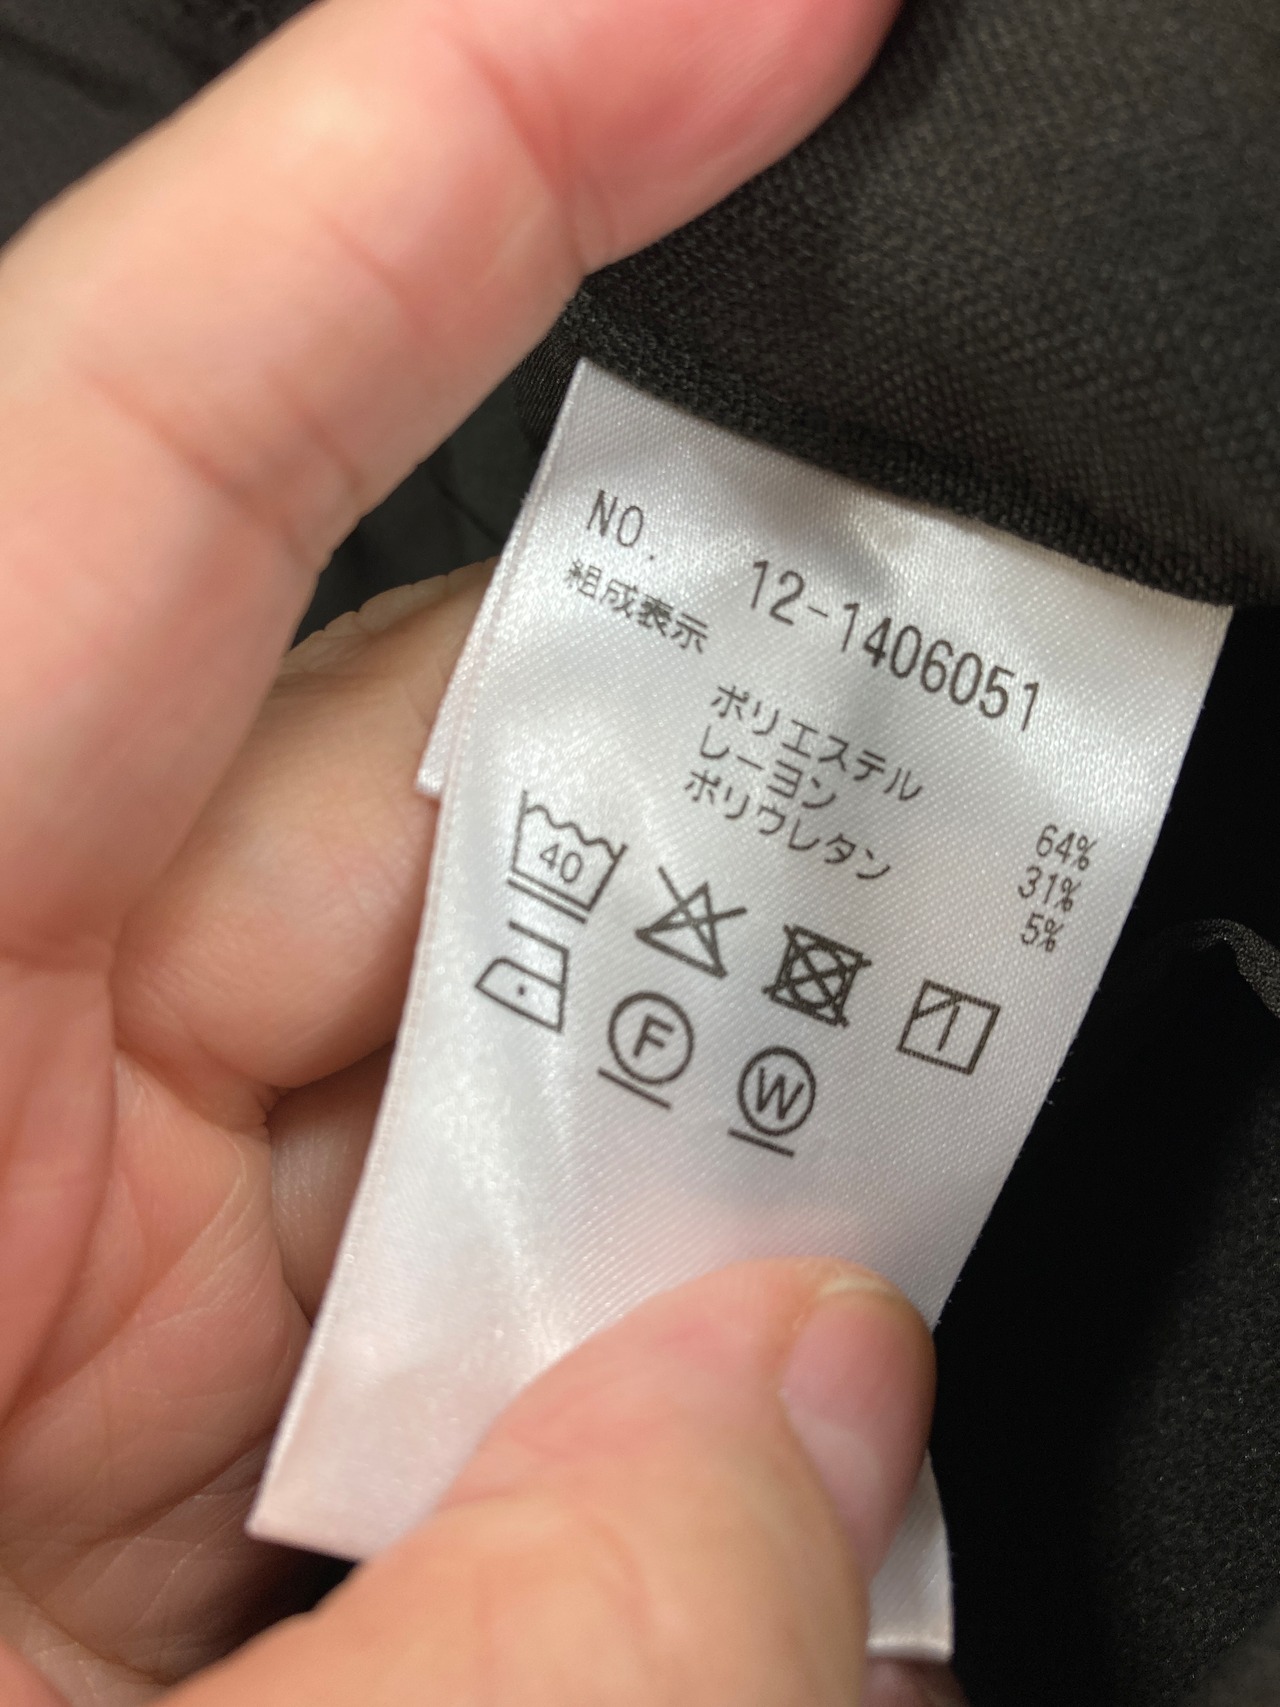 NO. 12-1406051
組成表示
ポリエステル 64%
レーヨン 31%
ポリウレタン 5%
40
F
W